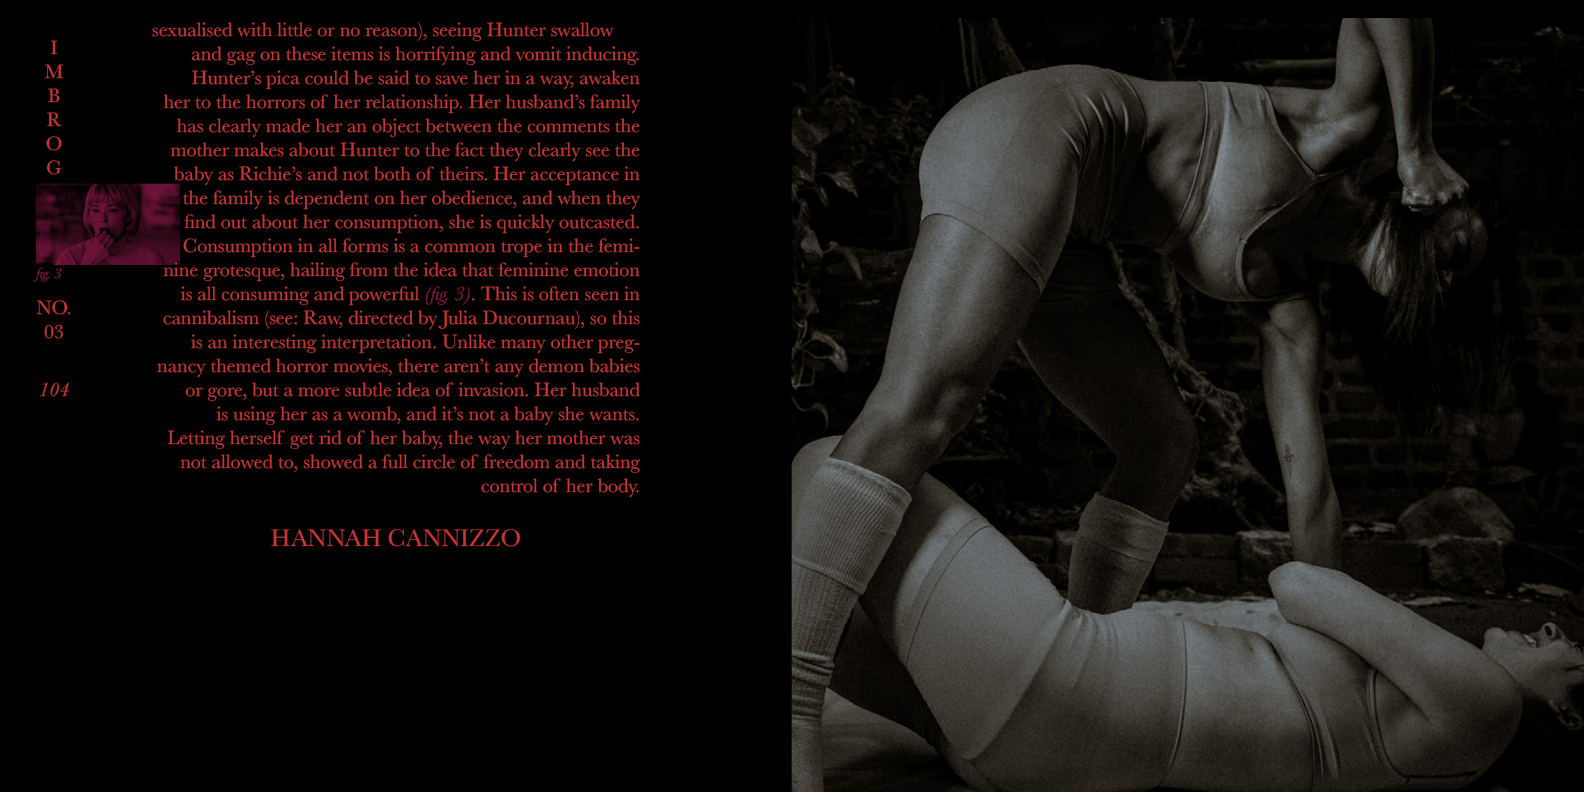 I
M
B
R
O
G
fig. 3
NO.
03
104
sexualised with little or no reason), seeing Hunter swallow
and gag on these items is horrifying and vomit inducing.
Hunter’s pica could be said to save her in a way, awaken
her to the horrors of her relationship. Her husband’s family
has clearly made her an object between the comments the
mother makes about Hunter to the fact they clearly see the
baby as Richie’s and not both of theirs. Her acceptance in
the family is dependent on her obedience, and when they
find out about her consumption, she is quickly outcasted.
Consumption in all forms is a common trope in the femi-
nine grotesque, hailing from the idea that feminine emotion
is all consuming and powerful (fig. 3). This is often seen in
cannibalism (see: Raw, directed by Julia Ducournau), so this
is an interesting interpretation. Unlike many other preg-
nancy themed horror movies, there aren’t any demon babies
or gore, but a more subtle idea of invasion. Her husband
is using her as a womb, and it’s not a baby she wants.
Letting herself get rid of her baby, the way her mother was
not allowed to, showed a full circle of freedom and taking
control of her body.
HANNAH CANNIZZO